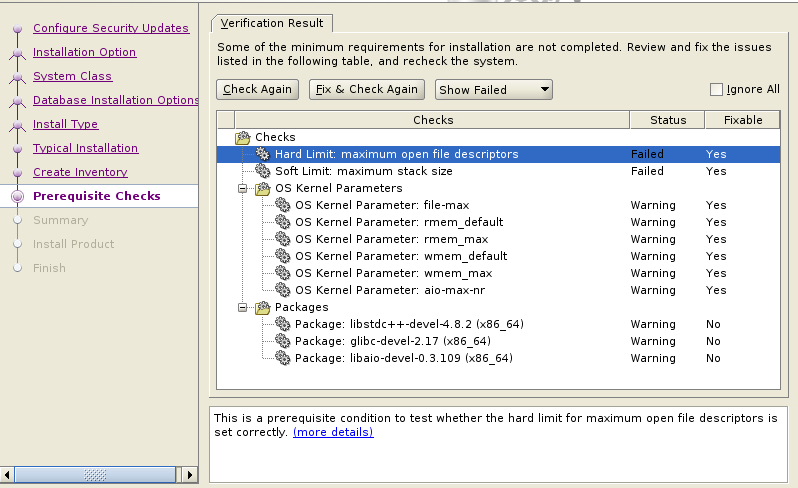 Configure Security Updates
Installation Option
System Class
Database Installation Options
Install Type
Typical Installation
Create Inventory
Prerequisite Checks
Summary
Install Product
Finish
Verification Result
Some of the minimum requirements for installation are not completed. Review and fix the issues
listed in the following table, and recheck the system.
Check Again Fix & Check Again Show Failed Ignore All
Checks Status Fixable
Checks
Hard Limit: maximum open file descriptors Failed Yes
Soft Limit: maximum stack size Failed Yes
OS Kernel Parameters
OS Kernel Parameter: file-max Warning Yes
OS Kernel Parameter: rmem_default Warning Yes
OS Kernel Parameter: rmem_max Warning Yes
OS Kernel Parameter: wmem_default Warning Yes
OS Kernel Parameter: wmem_max Warning Yes
OS Kernel Parameter: aio-max-nr Warning Yes
Packages
Package: libstdc++-devel-4.8.2 (x86_64) Warning No
Package: glibc-devel-2.17 (x86_64) Warning No
Package: libaio-devel-0.3.109 (x86_64) Warning No
This is a prerequisite condition to test whether the hard limit for maximum open file descriptors is
set correctly. (more details)